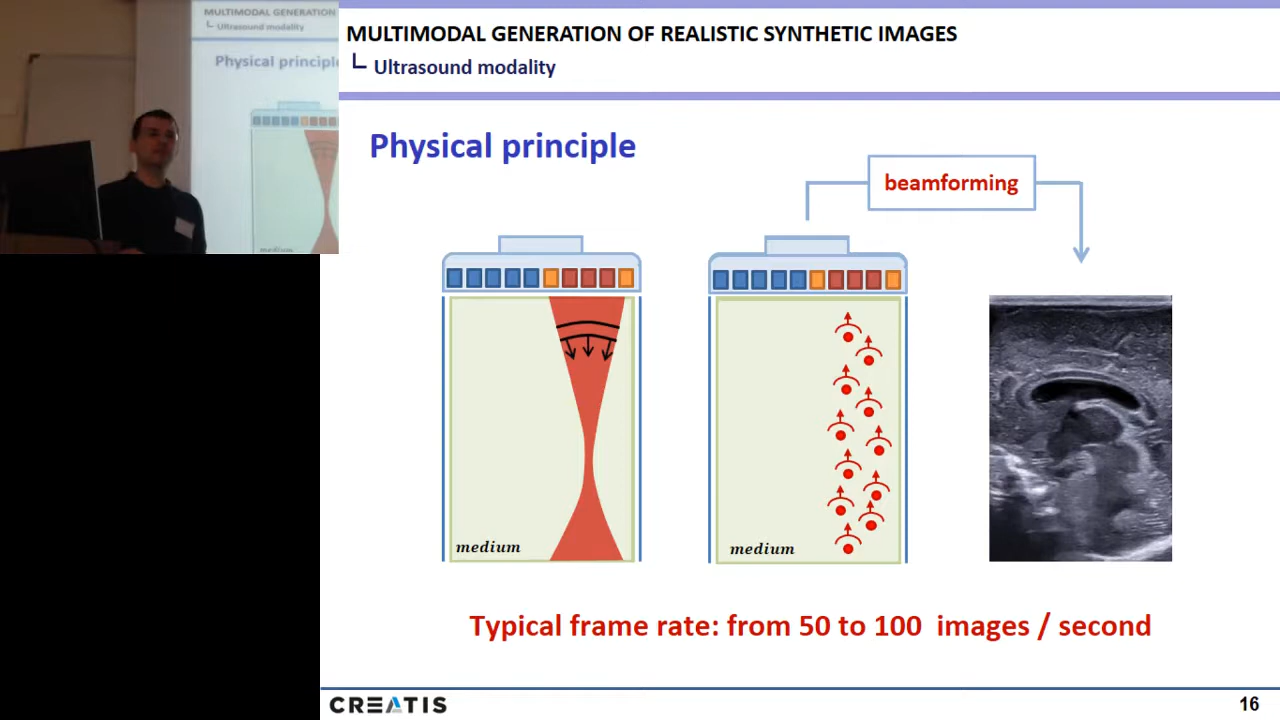 MULTIMODAL GENERATION
└ Ultrasound modality
Physical principle
medium
MULTIMODAL GENERATION OF REALISTIC SYNTHETIC IMAGES
└ Ultrasound modality
Physical principle
beamforming
medium
medium
Typical frame rate: from 50 to 100 images / second
CREATIS
16